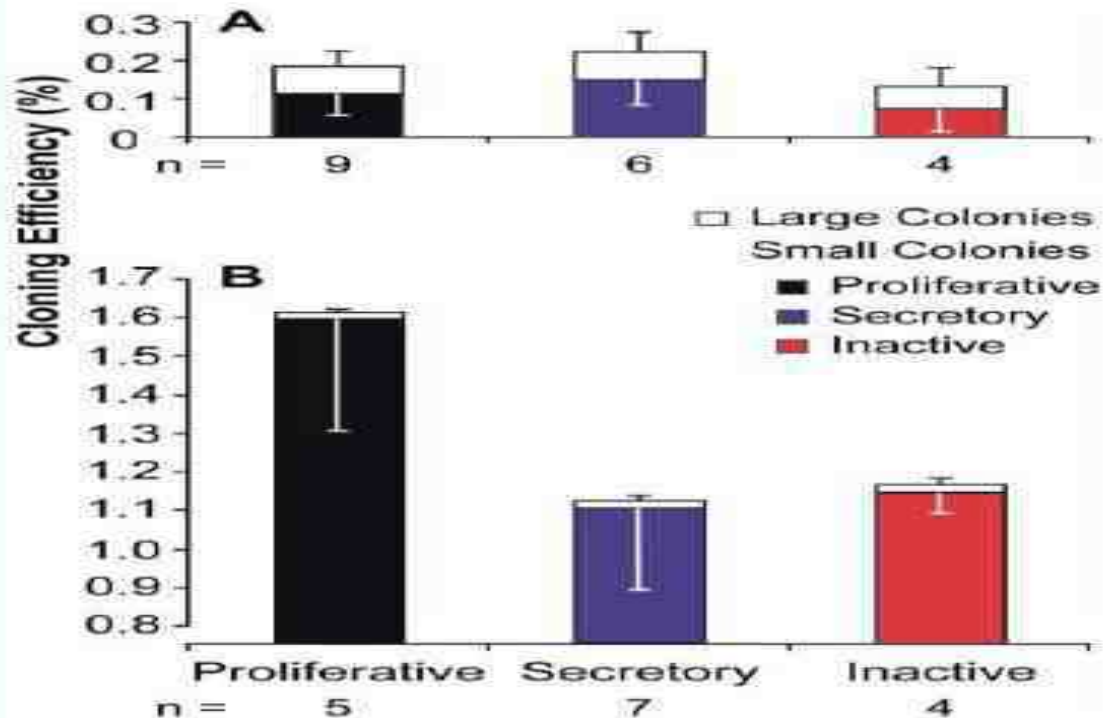 Cloning Efficiency (%)
A
0.3
0.2
0.1
0
n = 9 6 4
Large Colonies
Small Colonies
Proliferative
Secretory
Inactive
B
1.7
1.6
1.5
1.4
1.3
1.2
1.1
1.0
0.9
0.8
Proliferative Secretory Inactive
n = 5 7 4